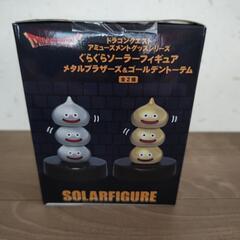 DRAGON QUEST
ドラゴンクエスト
アミューズメントグッズシリーズ
ぐらぐらソーラーフィギュア
メタルブラザーズ&ゴールデントーテム
全2種
SOLARFIGURE